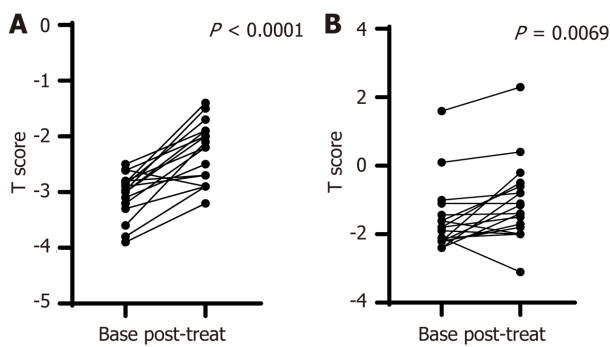 A
P < 0.0001
0
-1
-2
-3
-4
-5
T score
Base post-treat
B
P = 0.0069
4
2
0
-2
-4
T score
Base post-treat